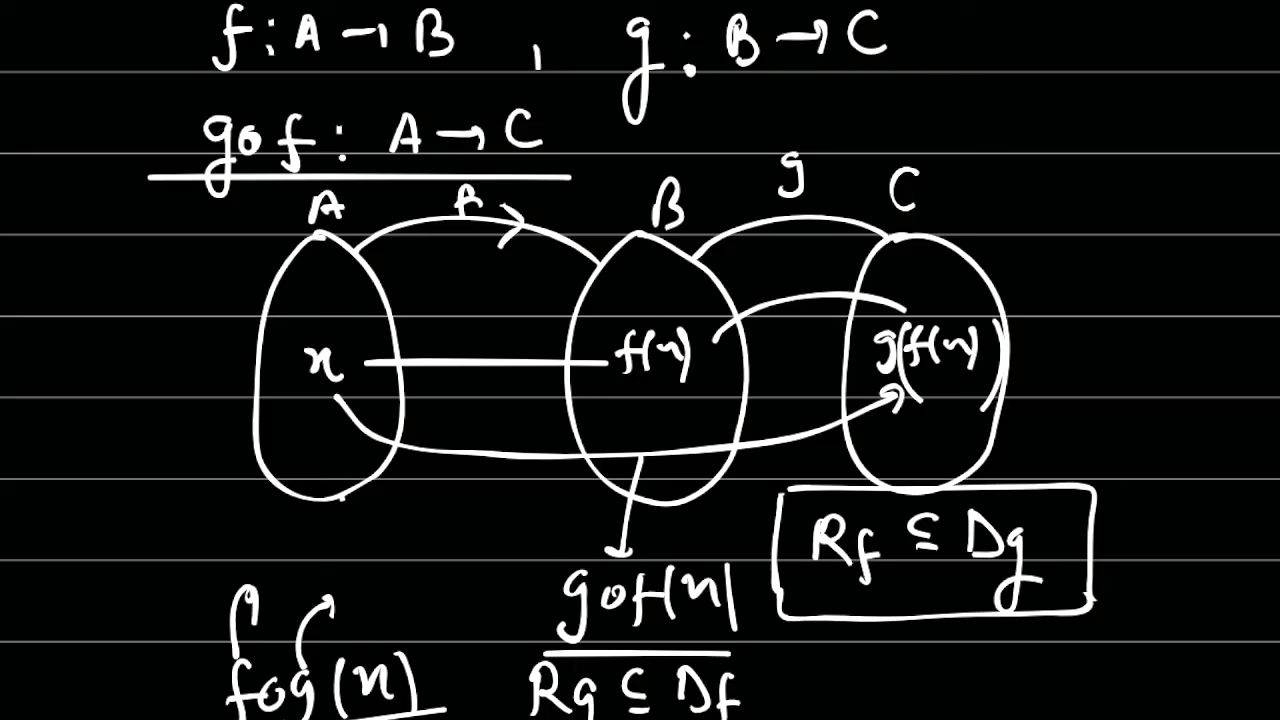 f: A → B , g: B → C
gof: A → C
A f B g C
x f(x) g(f(x))
Rf ⊆ Dg
gof(x)
fog(x) Rg ⊆ Df